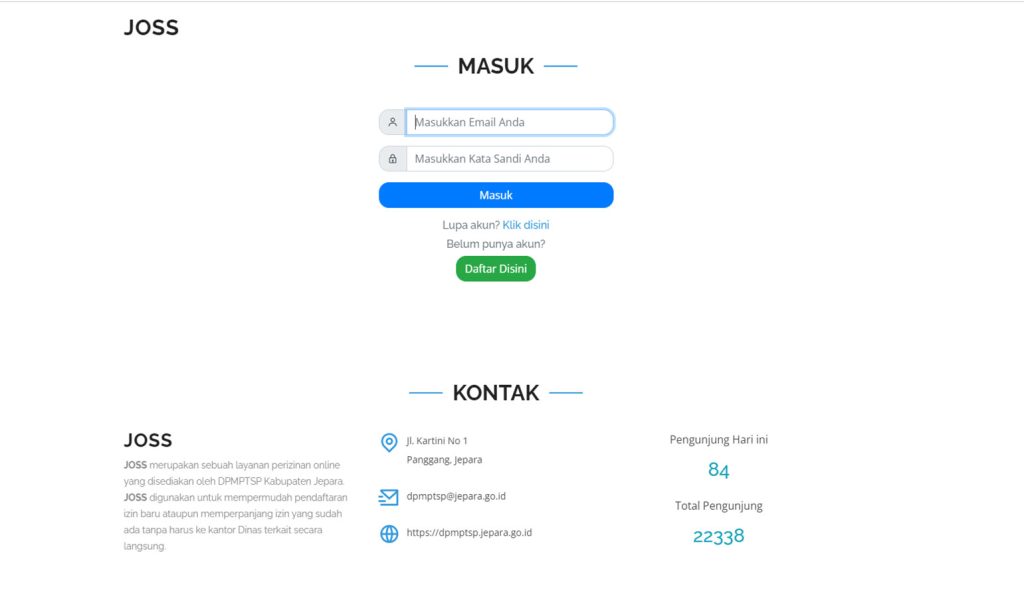 JOSS
MASUK
Masukkan Email Anda
Masukkan Kata Sandi Anda
Masuk
Lupa akun? Klik disini
Belum punya akun?
Daftar Disini
KONTAK
JOSS
JOSS merupakan sebuah layanan perizinan online
yang disediakan oleh DPMPTSP Kabupaten Jepara.
JOSS digunakan untuk mempermudah pendaftaran
izin baru ataupun memperpanjang izin yang sudah
ada tanpa harus ke kantor Dinas terkait secara
langsung.
Jl. Kartini No 1
Panggang, Jepara
dpmptsp@jepara.go.id
https://dpmptsp.jepara.go.id
Pengunjung Hari ini
84
Total Pengunjung
22338